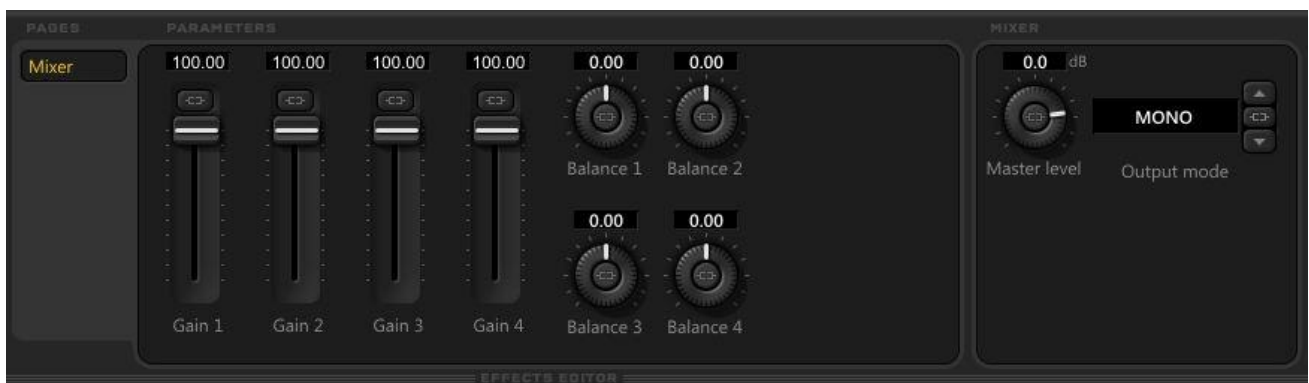 PAGES PARAMETERS MIXER
Mixer 100.00 100.00 100.00 100.00 0.00 0.00 0.0 dB
MONO
Balance 1 Balance 2 Master level Output mode
0.00 0.00
Gain 1 Gain 2 Gain 3 Gain 4 Balance 3 Balance 4
EFFECTS EDITOR